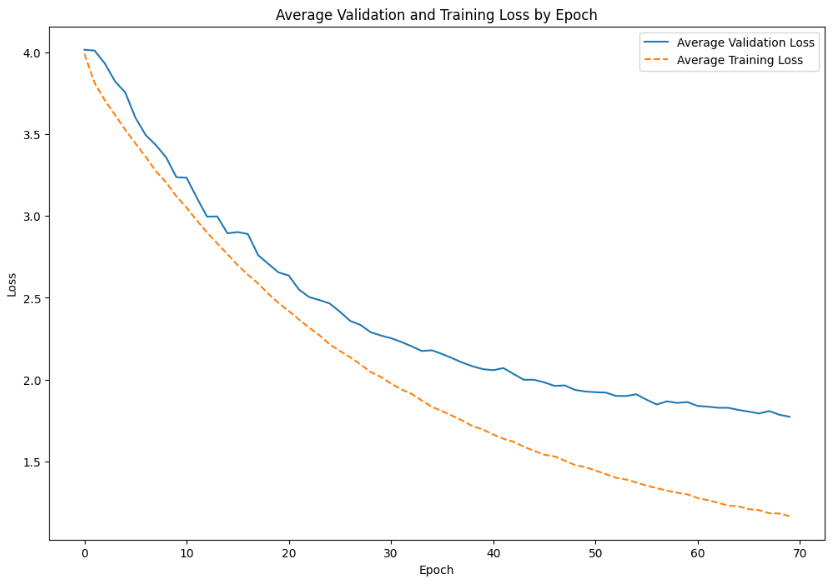 Average Validation and Training Loss by Epoch
Average Validation Loss
Average Training Loss
Loss
4.0
3.5
3.0
2.5
2.0
1.5
0 10 20 30 40 50 60 70
Epoch